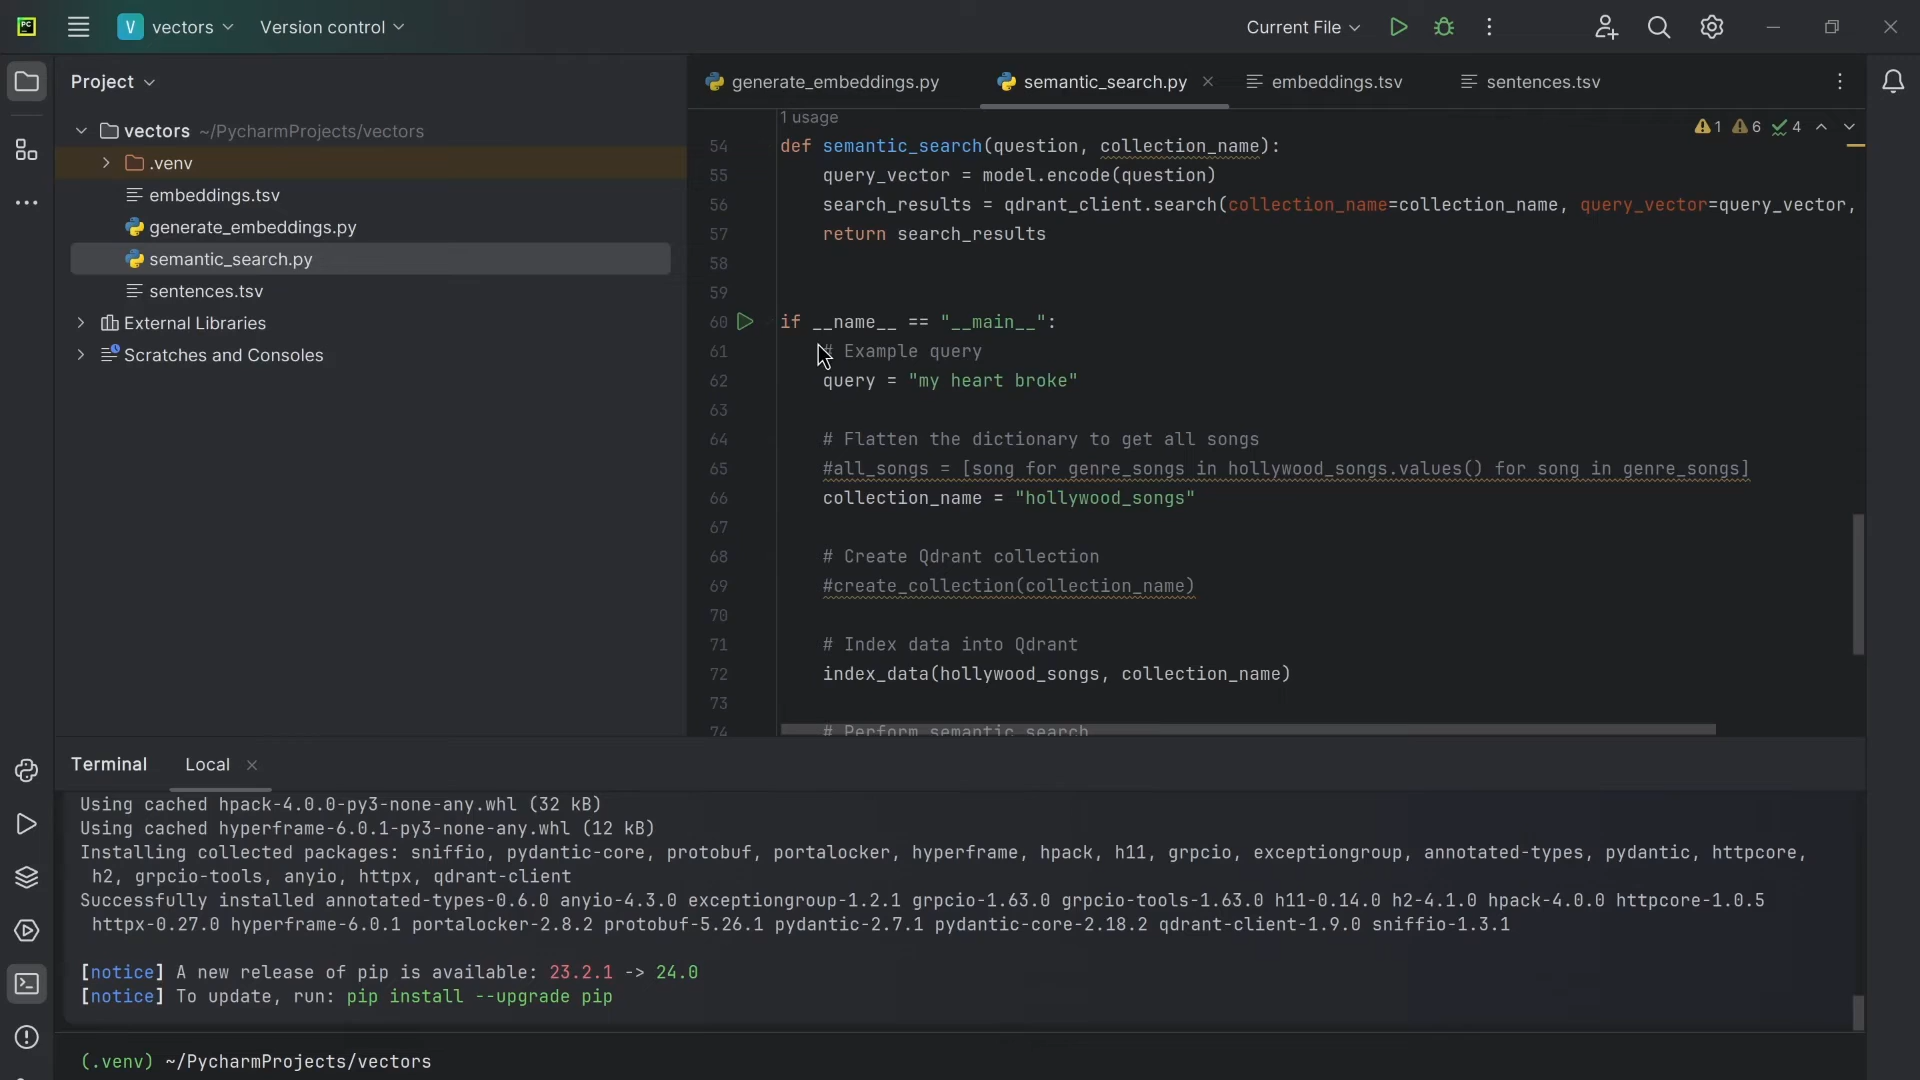 PC
V vectors
Version control
Current File
Project
generate_embeddings.py
semantic_search.py
embeddings.tsv
sentences.tsv
vectors ~/PycharmProjects/vectors
.venv
embeddings.tsv
generate_embeddings.py
semantic_search.py
sentences.tsv
External Libraries
Scratches and Consoles
1 usage
1 6 4
54 def semantic_search(question, collection_name):
55 query_vector = model.encode(question)
56 search_results = qdrant_client.search(collection_name=collection_name, query_vector=query_vector,
57 return search_results
58
59
60 if __name__ == "__main__":
61 # Example query
62 query = "my heart broke"
63
64 # Flatten the dictionary to get all songs
65 #all_songs = [song for genre_songs in hollywood_songs.values() for song in genre_songs]
66 collection_name = "hollywood_songs"
67
68 # Create Qdrant collection
69 #create_collection(collection_name)
70
71 # Index data into Qdrant
72 index_data(hollywood_songs, collection_name)
73
74 # Perform semantic search
Terminal
Local
Using cached hpack-4.0.0-py3-none-any.whl (32 kB)
Using cached hyperframe-6.0.1-py3-none-any.whl (12 kB)
Installing collected packages: sniffio, pydantic-core, protobuf, portalocker, hyperframe, hpack, h11, grpcio, exceptiongroup, annotated-types, pydantic, httpcore,
h2, grpcio-tools, anyio, httpx, qdrant-client
Successfully installed annotated-types-0.6.0 anyio-4.3.0 exceptiongroup-1.2.1 grpcio-1.63.0 grpcio-tools-1.63.0 h11-0.14.0 h2-4.1.0 hpack-4.0.0 httpcore-1.0.5
httpx-0.27.0 hyperframe-6.0.1 portalocker-2.8.2 protobuf-5.26.1 pydantic-2.7.1 pydantic-core-2.18.2 qdrant-client-1.9.0 sniffio-1.3.1
[notice] A new release of pip is available: 23.2.1 -> 24.0
[notice] To update, run: pip install --upgrade pip
(.venv) ~/PycharmProjects/vectors